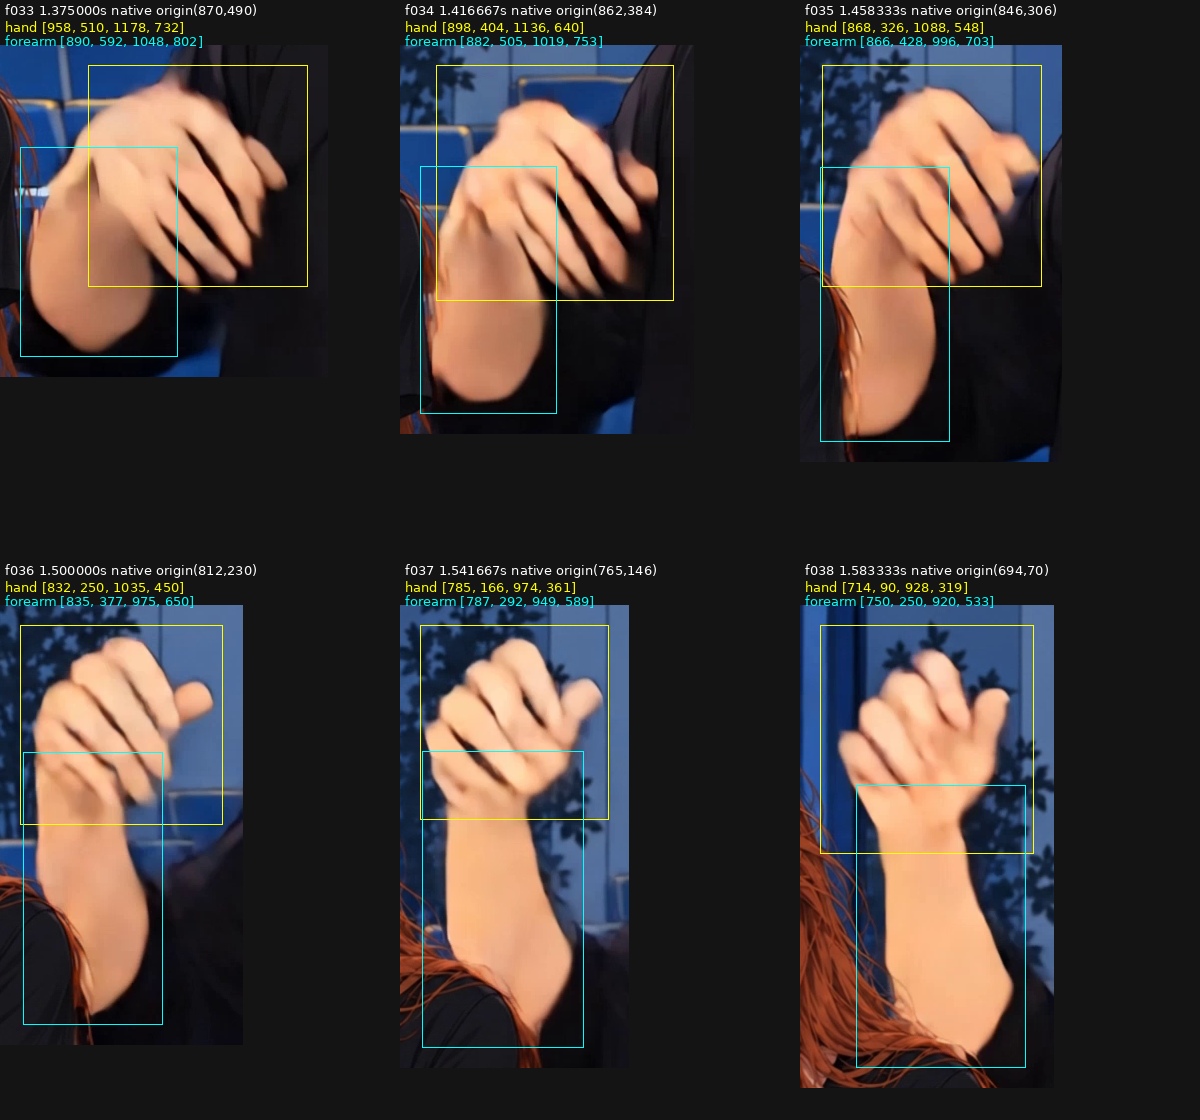 f033 1.375000s native origin(870,490)
hand [958, 510, 1178, 732]
forearm [890, 592, 1048, 802]
f034 1.416667s native origin(862,384)
hand [898, 404, 1136, 640]
forearm [882, 505, 1019, 753]
f035 1.458333s native origin(846,306)
hand [868, 326, 1088, 548]
forearm [866, 428, 996, 703]
f036 1.500000s native origin(812,230)
hand [832, 250, 1035, 450]
forearm [835, 377, 975, 650]
f037 1.541667s native origin(765,146)
hand [785, 166, 974, 361]
forearm [787, 292, 949, 589]
f038 1.583333s native origin(694,70)
hand [714, 90, 928, 319]
forearm [750, 250, 920, 533]